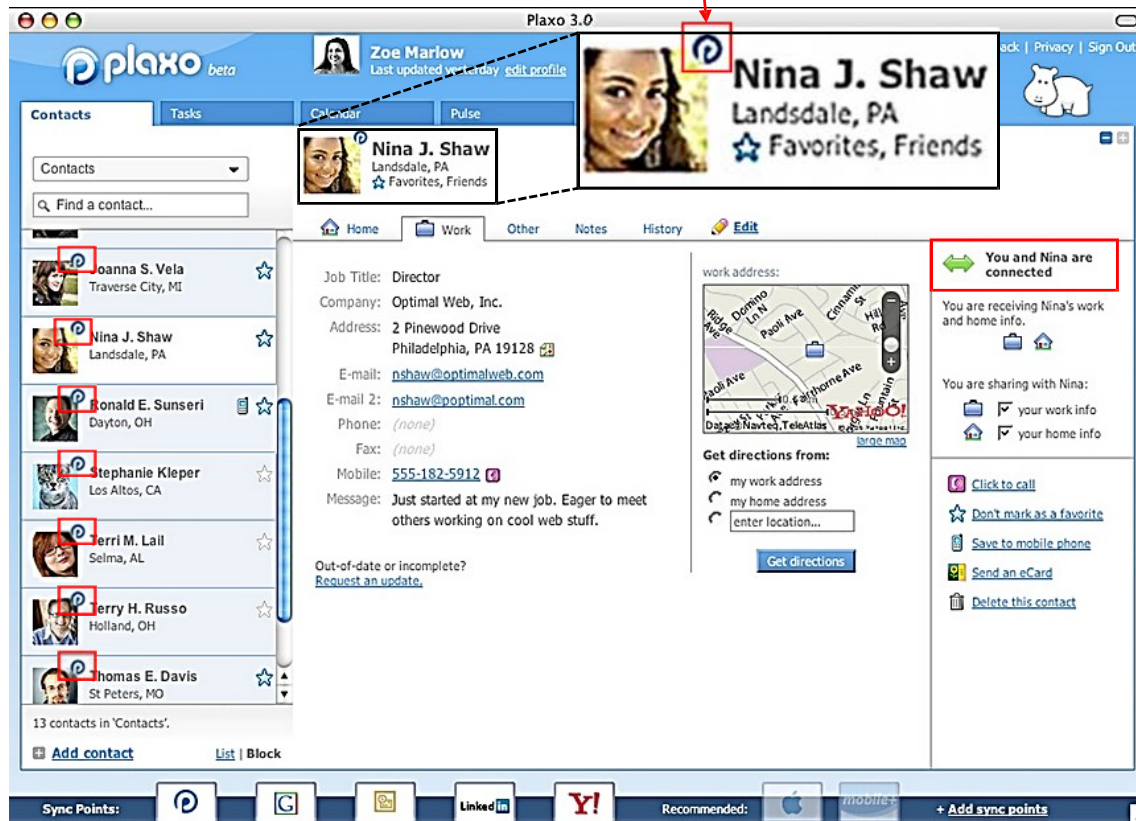 Plaxo 3.0
plaxo beta
Zoe Marlow
Last updated yesterday edit profile
ack | Privacy | Sign Out
Contacts
Tasks
Calendar
Pulse
Nina J. Shaw
Landsdale, PA
Favorites, Friends
Nina J. Shaw
Landsdale, PA
Favorites, Friends
Contacts
Find a contact...
Joanna S. Vela
Traverse City, MI
Nina J. Shaw
Landsdale, PA
Ronald E. Sunseri
Dayton, OH
Stephanie Kleper
Los Altos, CA
Terri M. Lail
Selma, AL
Terry H. Russo
Holland, OH
Thomas E. Davis
St Peters, MO
13 contacts in 'Contacts'.
Add contact
List | Block
Home
Work
Other
Notes
History
Edit
Job Title: Director
Company: Optimal Web, Inc.
Address: 2 Pinewood Drive
Philadelphia, PA 19128
E-mail: nshaw@optimalweb.com
E-mail 2: nshaw@poptimal.com
Phone: (none)
Fax: (none)
Mobile: 555-182-5912
Message: Just started at my new job. Eager to meet
others working on cool web stuff.
Out-of-date or incomplete?
Request an update.
work address:
Ridge Ave
Domino Ln N
Paoli Ave
Hill Rd
YAHOO!
Navteq, TeleAtlas
large map
Get directions from:
my work address
my home address
enter location...
Get directions
You and Nina are
connected
You are receiving Nina's work
and home info.
You are sharing with Nina:
your work info
your home info
Click to call
Don't mark as a favorite
Save to mobile phone
Send an eCard
Delete this contact
Sync Points:
G
Linked in
Y!
Recommended:
mobile+
+ Add sync points